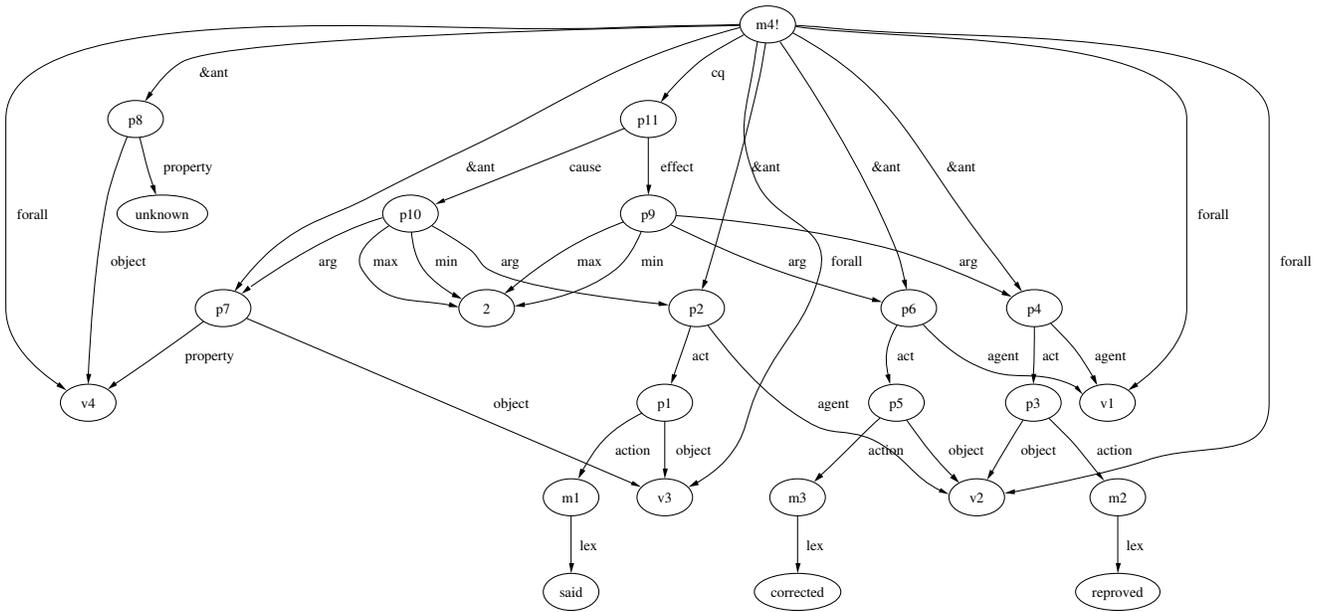 m4!
&ant
cq
p8
p11
property
&ant
cause
effect
&ant
&ant
&ant
forall
unknown
p10
p9
forall
object
arg
max
min
arg
max
min
arg
forall
arg
forall
p7
2
p2
p6
p4
property
act
act
agent
act
agent
v4
object
p1
agent
p5
p3
v1
action
object
action
object
object
action
m1
v3
m3
v2
m2
lex
lex
lex
said
corrected
reproved